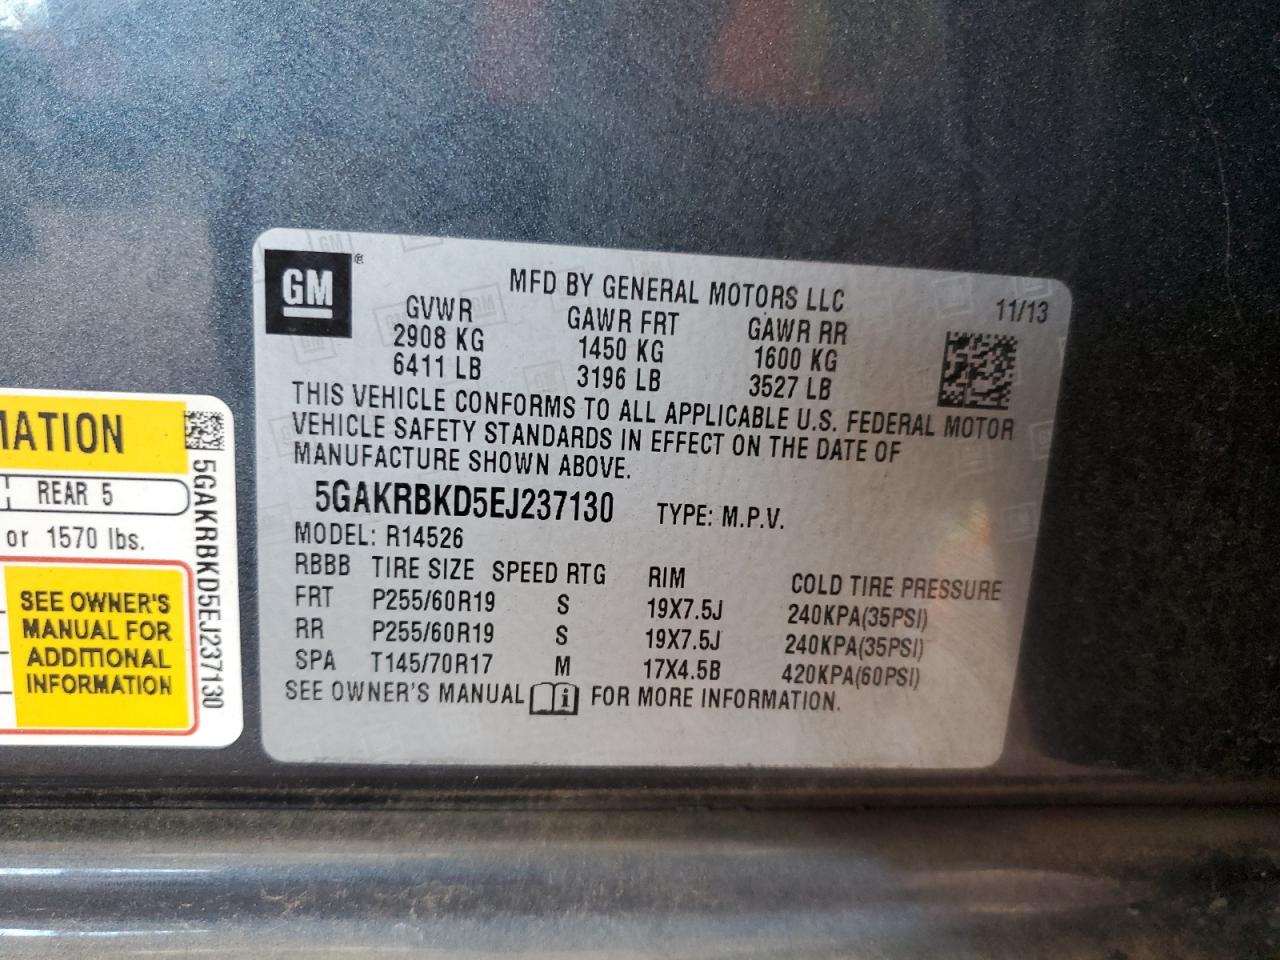 GM ®
MFD BY GENERAL MOTORS LLC 11/13
GVWR GAWR FRT GAWR RR
2908 KG 1450 KG 1600 KG
6411 LB 3196 LB 3527 LB
THIS VEHICLE CONFORMS TO ALL APPLICABLE U.S. FEDERAL MOTOR
VEHICLE SAFETY STANDARDS IN EFFECT ON THE DATE OF
MANUFACTURE SHOWN ABOVE.
5GAKRBKD5EJ237130 TYPE: M.P.V.
MODEL: R14526
RBBB TIRE SIZE SPEED RTG RIM COLD TIRE PRESSURE
FRT P255/60R19 S 19X7.5J 240KPA(35PSI)
RR P255/60R19 S 19X7.5J 240KPA(35PSI)
SPA T145/70R17 M 17X4.5B 420KPA(60PSI)
SEE OWNER'S MANUAL i FOR MORE INFORMATION.
MATION
REAR 5
or 1570 lbs.
SEE OWNER'S
MANUAL FOR
ADDITIONAL
INFORMATION
5GAKRBKD5EJ237130